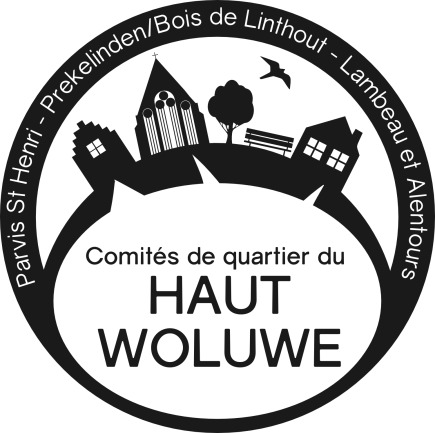 Parvis St Henri - Prekelinden/Bois de Linthout - Lambeau et Alentours
Comités de quartier du
HAUT
WOLUWE